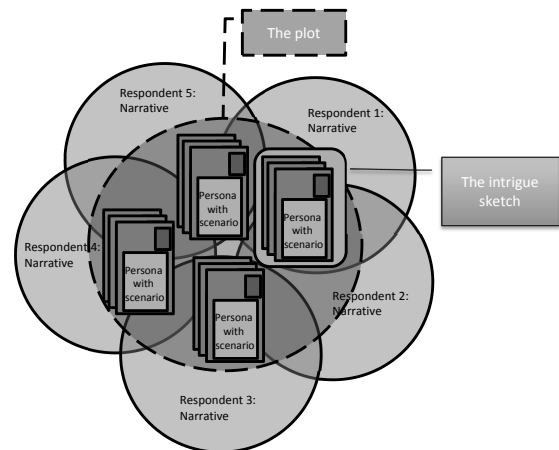 The plot
Respondent 5:
Narrative
Respondent 1:
Narrative
Persona
with
scenario
The intrigue
sketch
Persona
with
scenario
Respondent 4:
Narrative
Persona
with
scenario
Persona
with
scenario
Respondent 2:
Narrative
Respondent 3:
Narrative